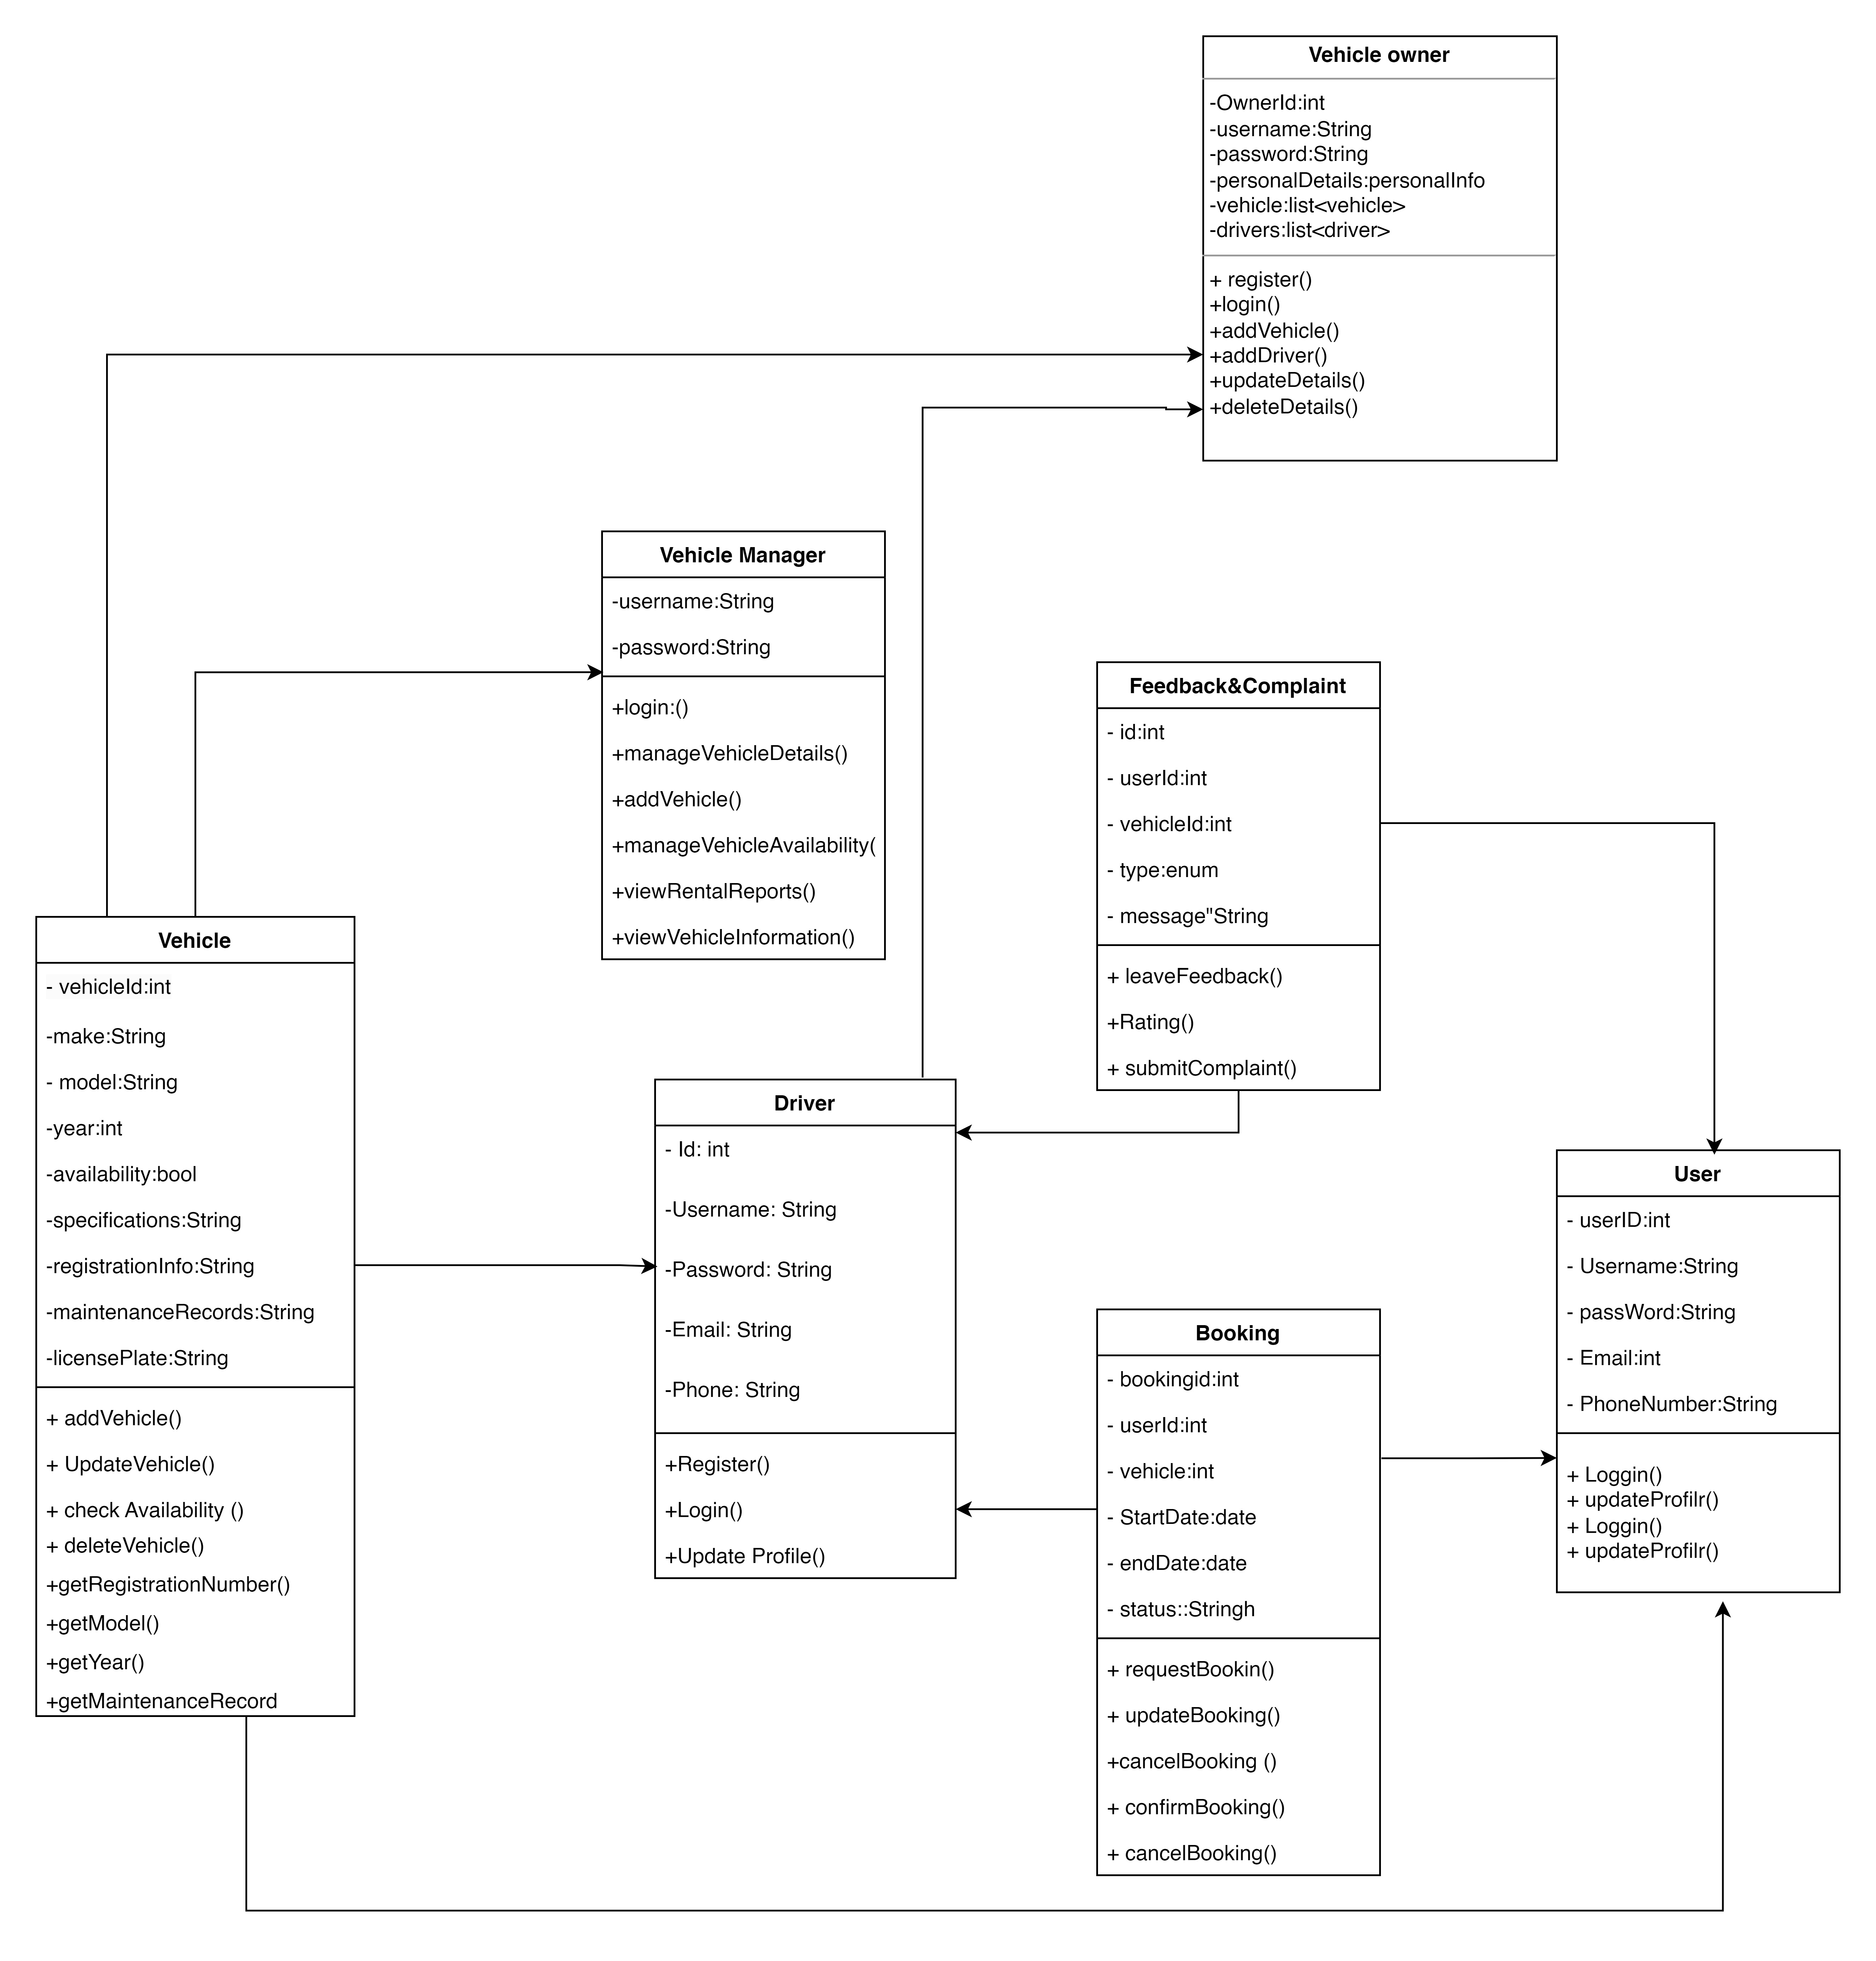 Vehicle owner
-OwnerId:int
-username:String
-password:String
-personalDetails:personalInfo
-vehicle:list<vehicle>
-drivers:list<driver>
+ register()
+login()
+addVehicle()
+addDriver()
+updateDetails()
+deleteDetails()
Vehicle Manager
-username:String
-password:String
+login:()
+manageVehicleDetails()
+addVehicle()
+manageVehicleAvailability(
+viewRentalReports()
+viewVehicleInformation()
Feedback&Complaint
- id:int
- userId:int
- vehicleId:int
- type:enum
- message"String
+ leaveFeedback()
+Rating()
+ submitComplaint()
Vehicle
- vehicleId:int
-make:String
- model:String
-year:int
-availability:bool
-specifications:String
-registrationInfo:String
-maintenanceRecords:String
-licensePlate:String
+ addVehicle()
+ UpdateVehicle()
+ check Availability ()
+ deleteVehicle()
+getRegistrationNumber()
+getModel()
+getYear()
+getMaintenanceRecord
Driver
- Id: int
-Username: String
-Password: String
-Email: String
-Phone: String
+Register()
+Login()
+Update Profile()
Booking
- bookingid:int
- userId:int
- vehicle:int
- StartDate:date
- endDate:date
- status::Stringh
+ requestBookin()
+ updateBooking()
+cancelBooking ()
+ confirmBooking()
+ cancelBooking()
User
- userID:int
- Username:String
- passWord:String
- Email:int
- PhoneNumber:String
+ Loggin()
+ updateProfilr()
+ Loggin()
+ updateProfilr()